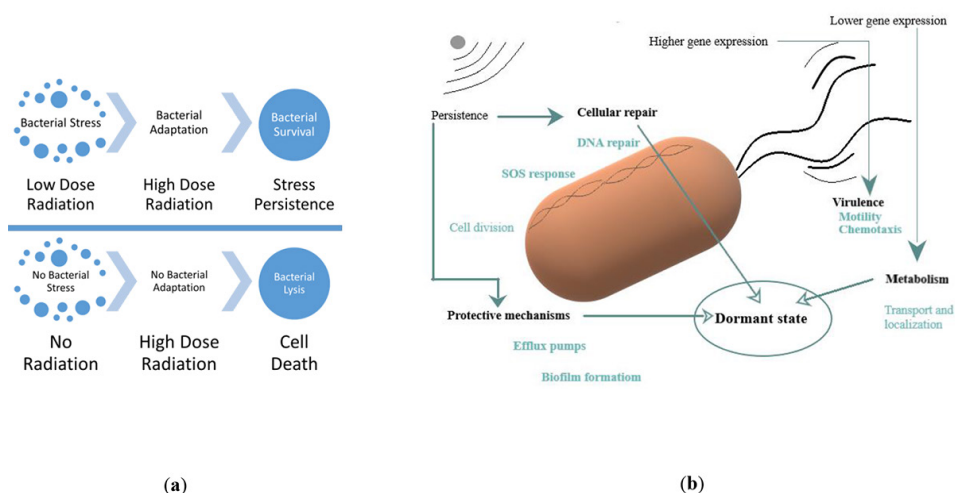 Bacterial Stress
Bacterial
Adaptation
Bacterial
Survival
Low Dose
Radiation
High Dose
Radiation
Stress
Persistence
No Bacterial
Stress
No Bacterial
Adaptation
Bacterial
Lysis
No
Radiation
High Dose
Radiation
Cell
Death
(a)
Lower gene expression
Higher gene expression
Persistence
Cellular repair
DNA repair
SOS response
Cell division
Virulence
Motility
Chemotaxis
Metabolism
Transport and
localization
Protective mechanisms
Dormant state
Efflux pumps
Biofilm formatiom
(b)